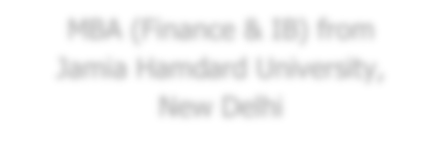 MBA (Finance & IB) from
Jamia Hamdard University,
New Delhi